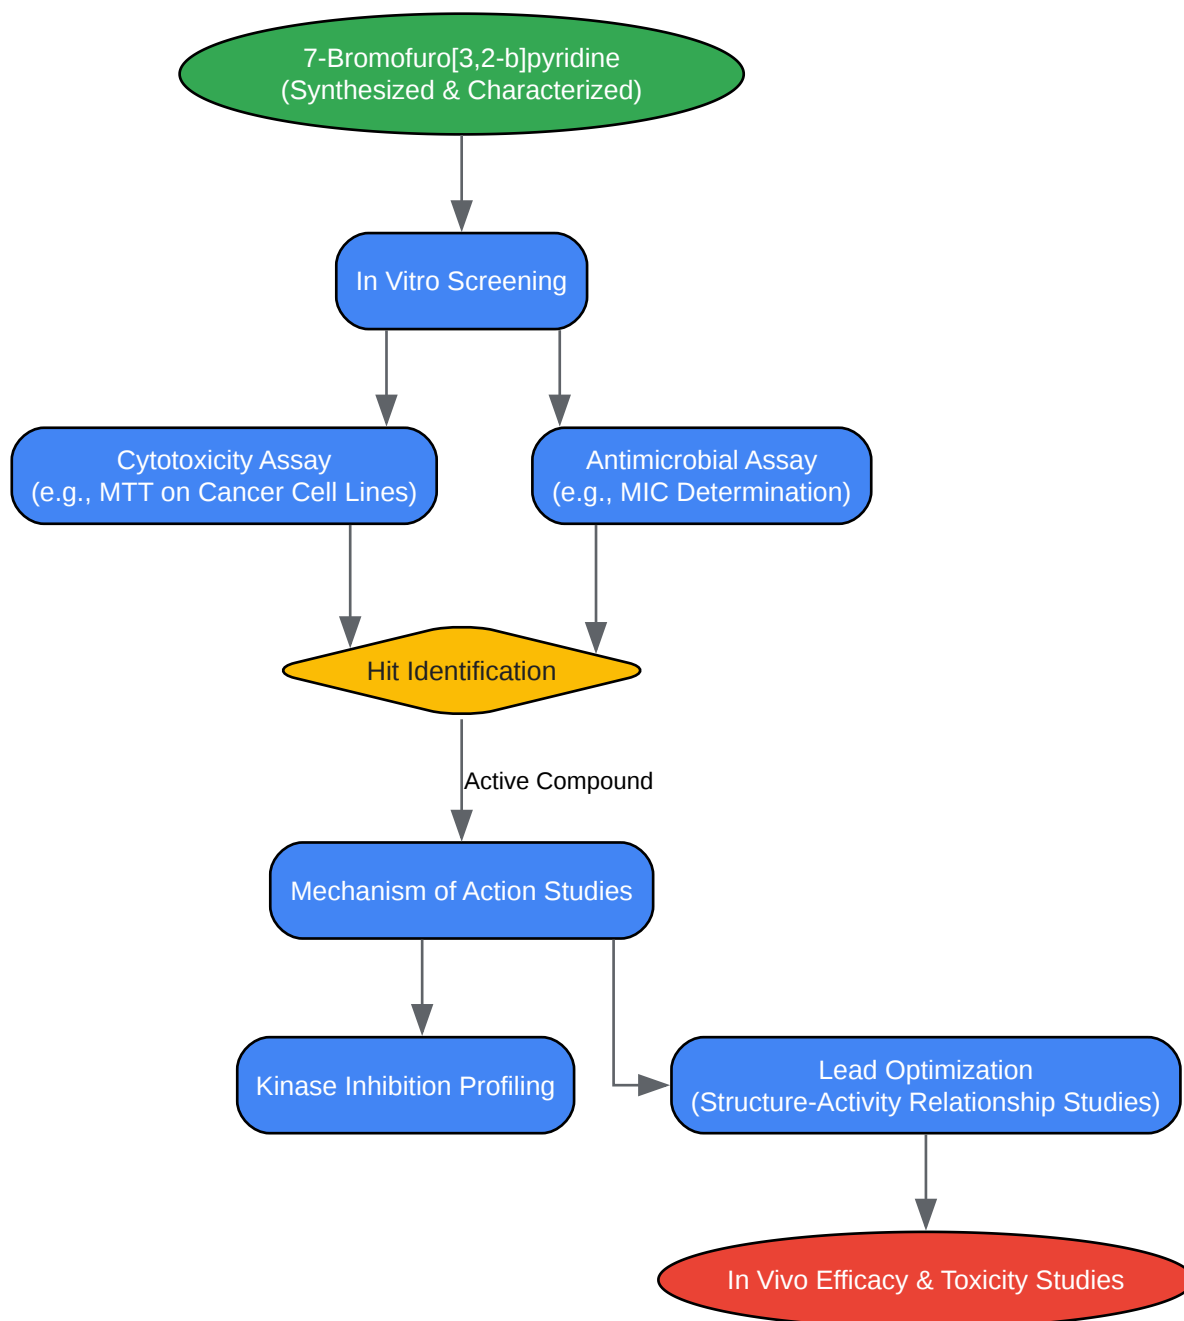 7-Bromofuro[3,2-b]pyridine
(Synthesized & Characterized)
In Vitro Screening
Cytotoxicity Assay
(e.g., MTT on Cancer Cell Lines)
Antimicrobial Assay
(e.g., MIC Determination)
Hit Identification
Active Compound
Mechanism of Action Studies
Kinase Inhibition Profiling
Lead Optimization
(Structure-Activity Relationship Studies)
In Vivo Efficacy & Toxicity Studies